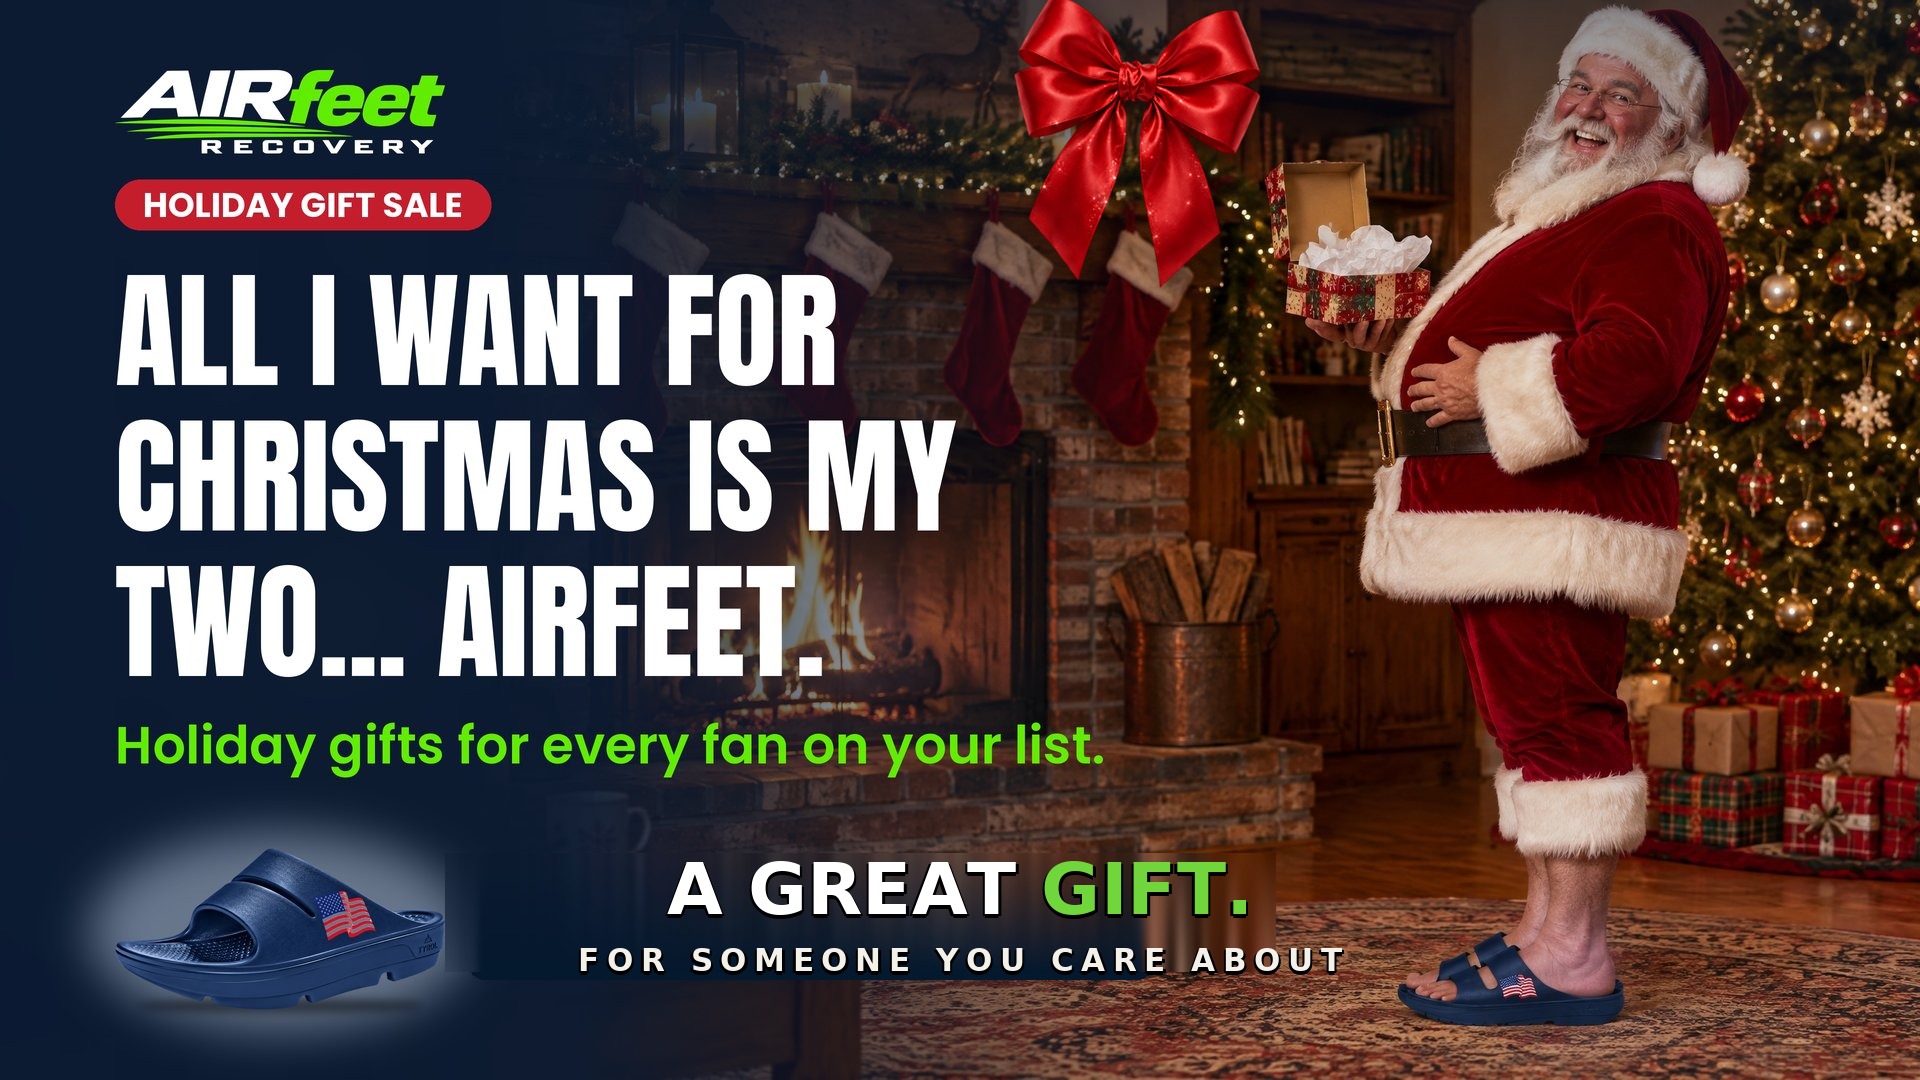 AIRfeet
RECOVERY
HOLIDAY GIFT SALE
ALL I WANT FOR
CHRISTMAS IS MY
TWO... AIRFEET.
Holiday gifts for every fan on your list.
TYROL
A GREAT GIFT.
FOR SOMEONE YOU CARE ABOUT